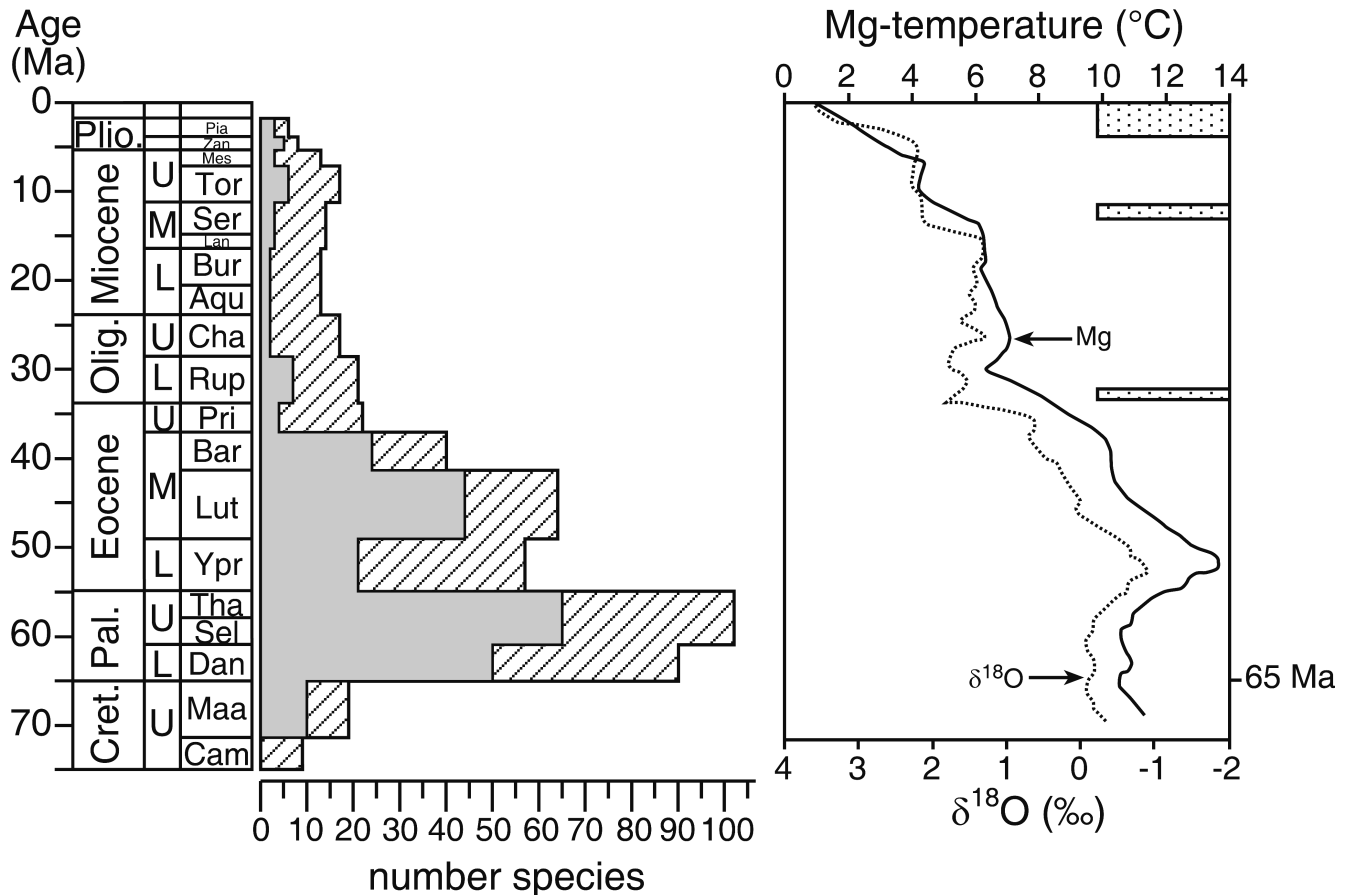 Age
(Ma)
0
10
20
30
40
50
60
70
Plio.
Miocene
Olig.
Eocene
Pal.
Cret.
U
M
L
U
L
U
M
L
U
L
U
Pia
Zan
Mes
Tor
Ser
Lan
Bur
Aqu
Cha
Rup
Pri
Bar
Lut
Ypr
Tha
Sel
Dan
Maa
Cam
0 10 20 30 40 50 60 70 80 90 100
number species
Mg-temperature (°C)
0 2 4 6 8 10 12 14
Mg
δ18O
65 Ma
4 3 2 1 0 -1 -2
δ18O (‰)